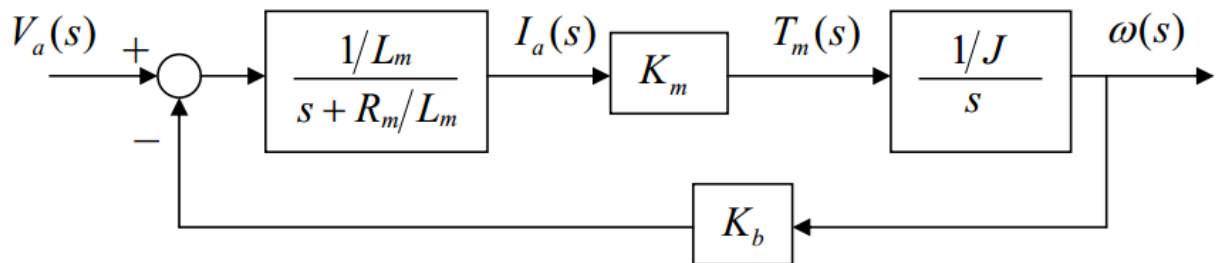 V_a(s)
+
−
1/L_m
s + R_m/L_m
I_a(s)
K_m
T_m(s)
1/J
s
ω(s)
K_b